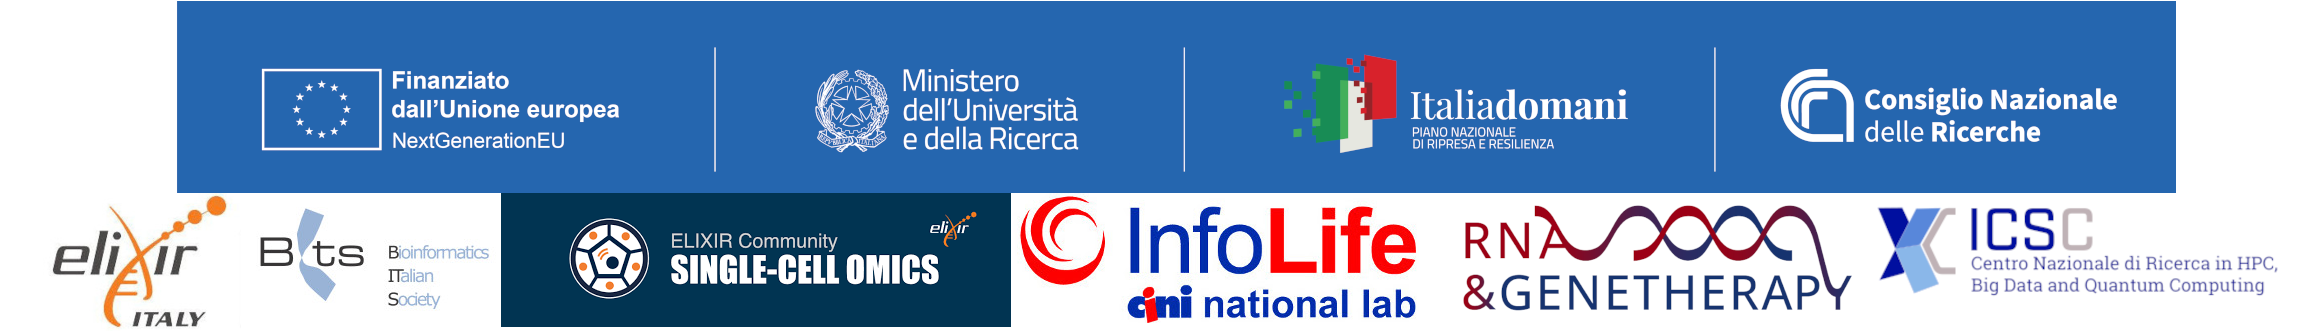 Finanziato
dall'Unione europea
NextGenerationEU
Ministero
dell'Università
e della Ricerca
Italiadomani
PIANO NAZIONALE
DI RIPRESA E RESILIENZA
Consiglio Nazionale
delle Ricerche
elixir
ITALY
Bits
Bioinformatics
ITalian
Society
ELIXIR Community
SINGLE-CELL OMICS
elixir
InfoLife
cini national lab
RNA
&GENETHERAPY
ICSC
Centro Nazionale di Ricerca in HPC,
Big Data and Quantum Computing